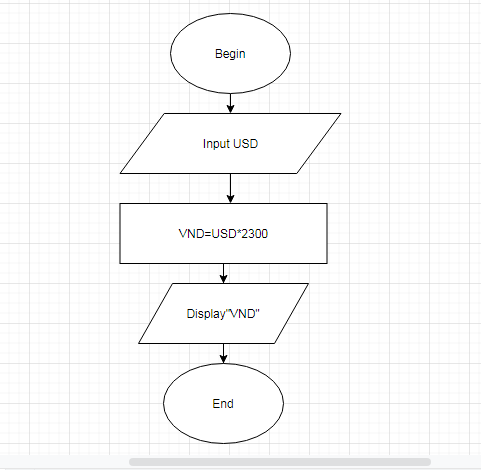 Begin
Input USD
VND=USD*2300
Display"VND"
End